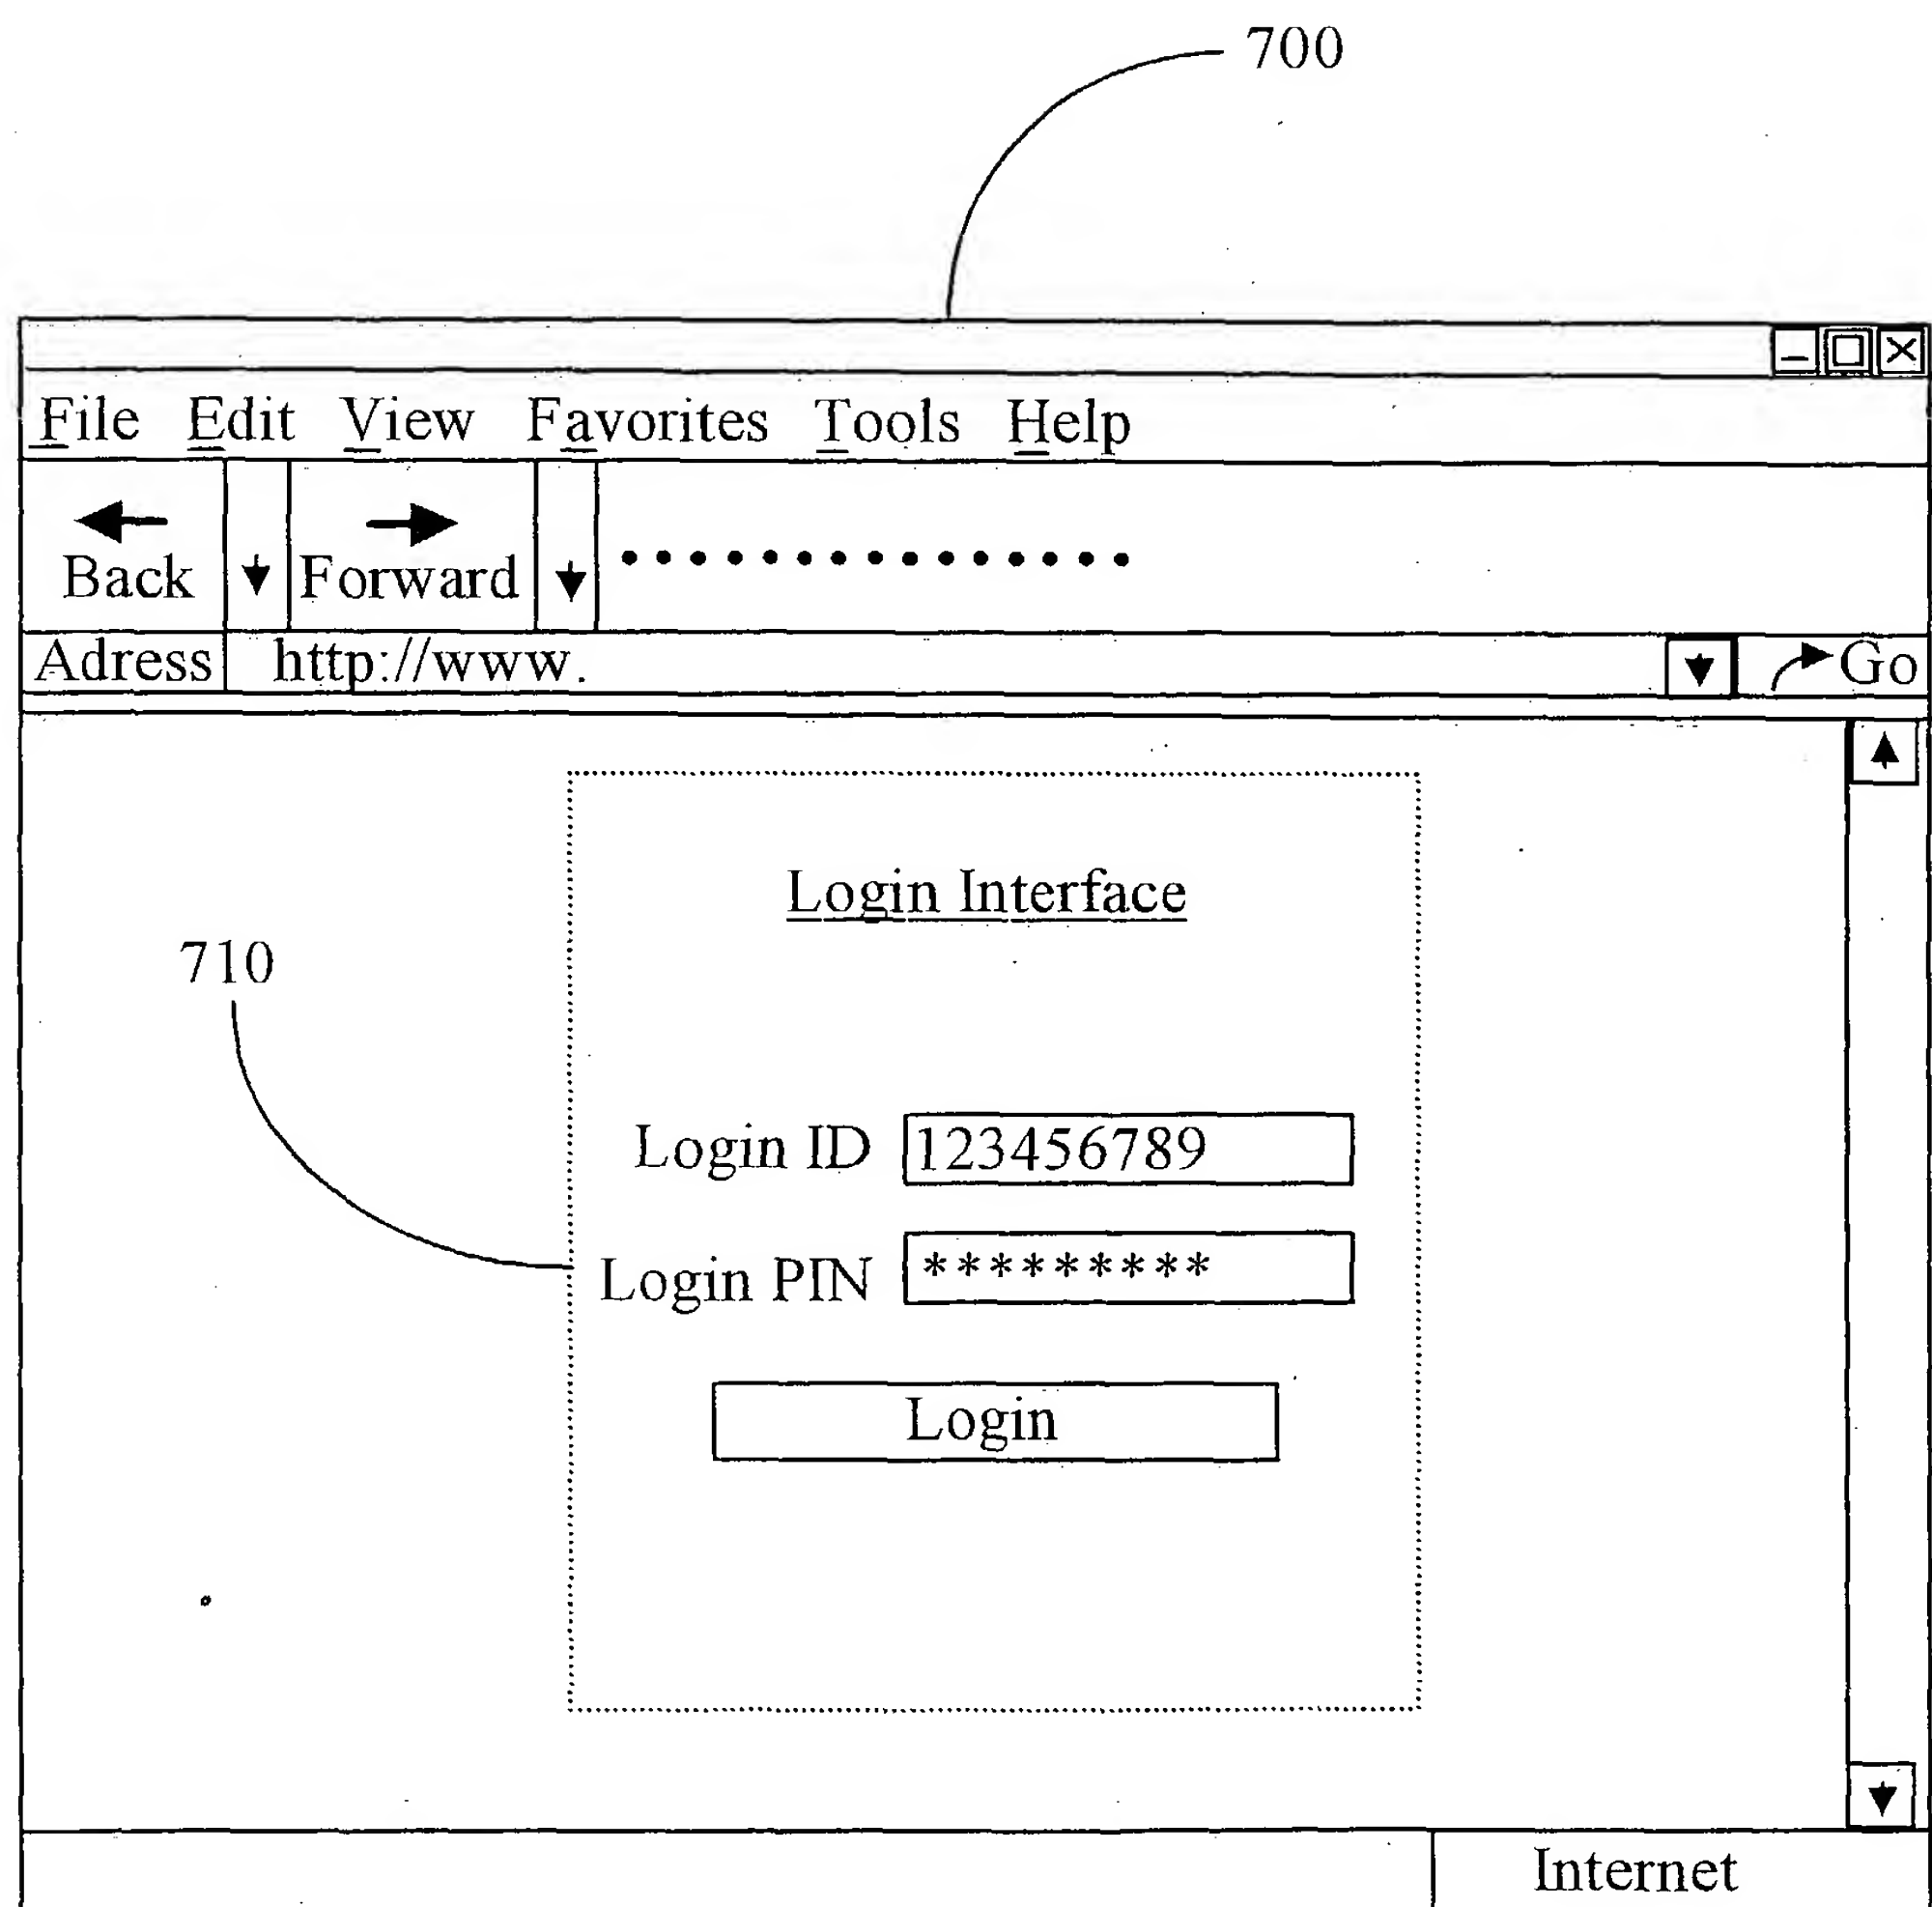 700
File Edit View Favorites Tools Help
Back Forward
Adress http://www. Go
Login Interface
710
Login ID 123456789
Login PIN *********
Login
Internet